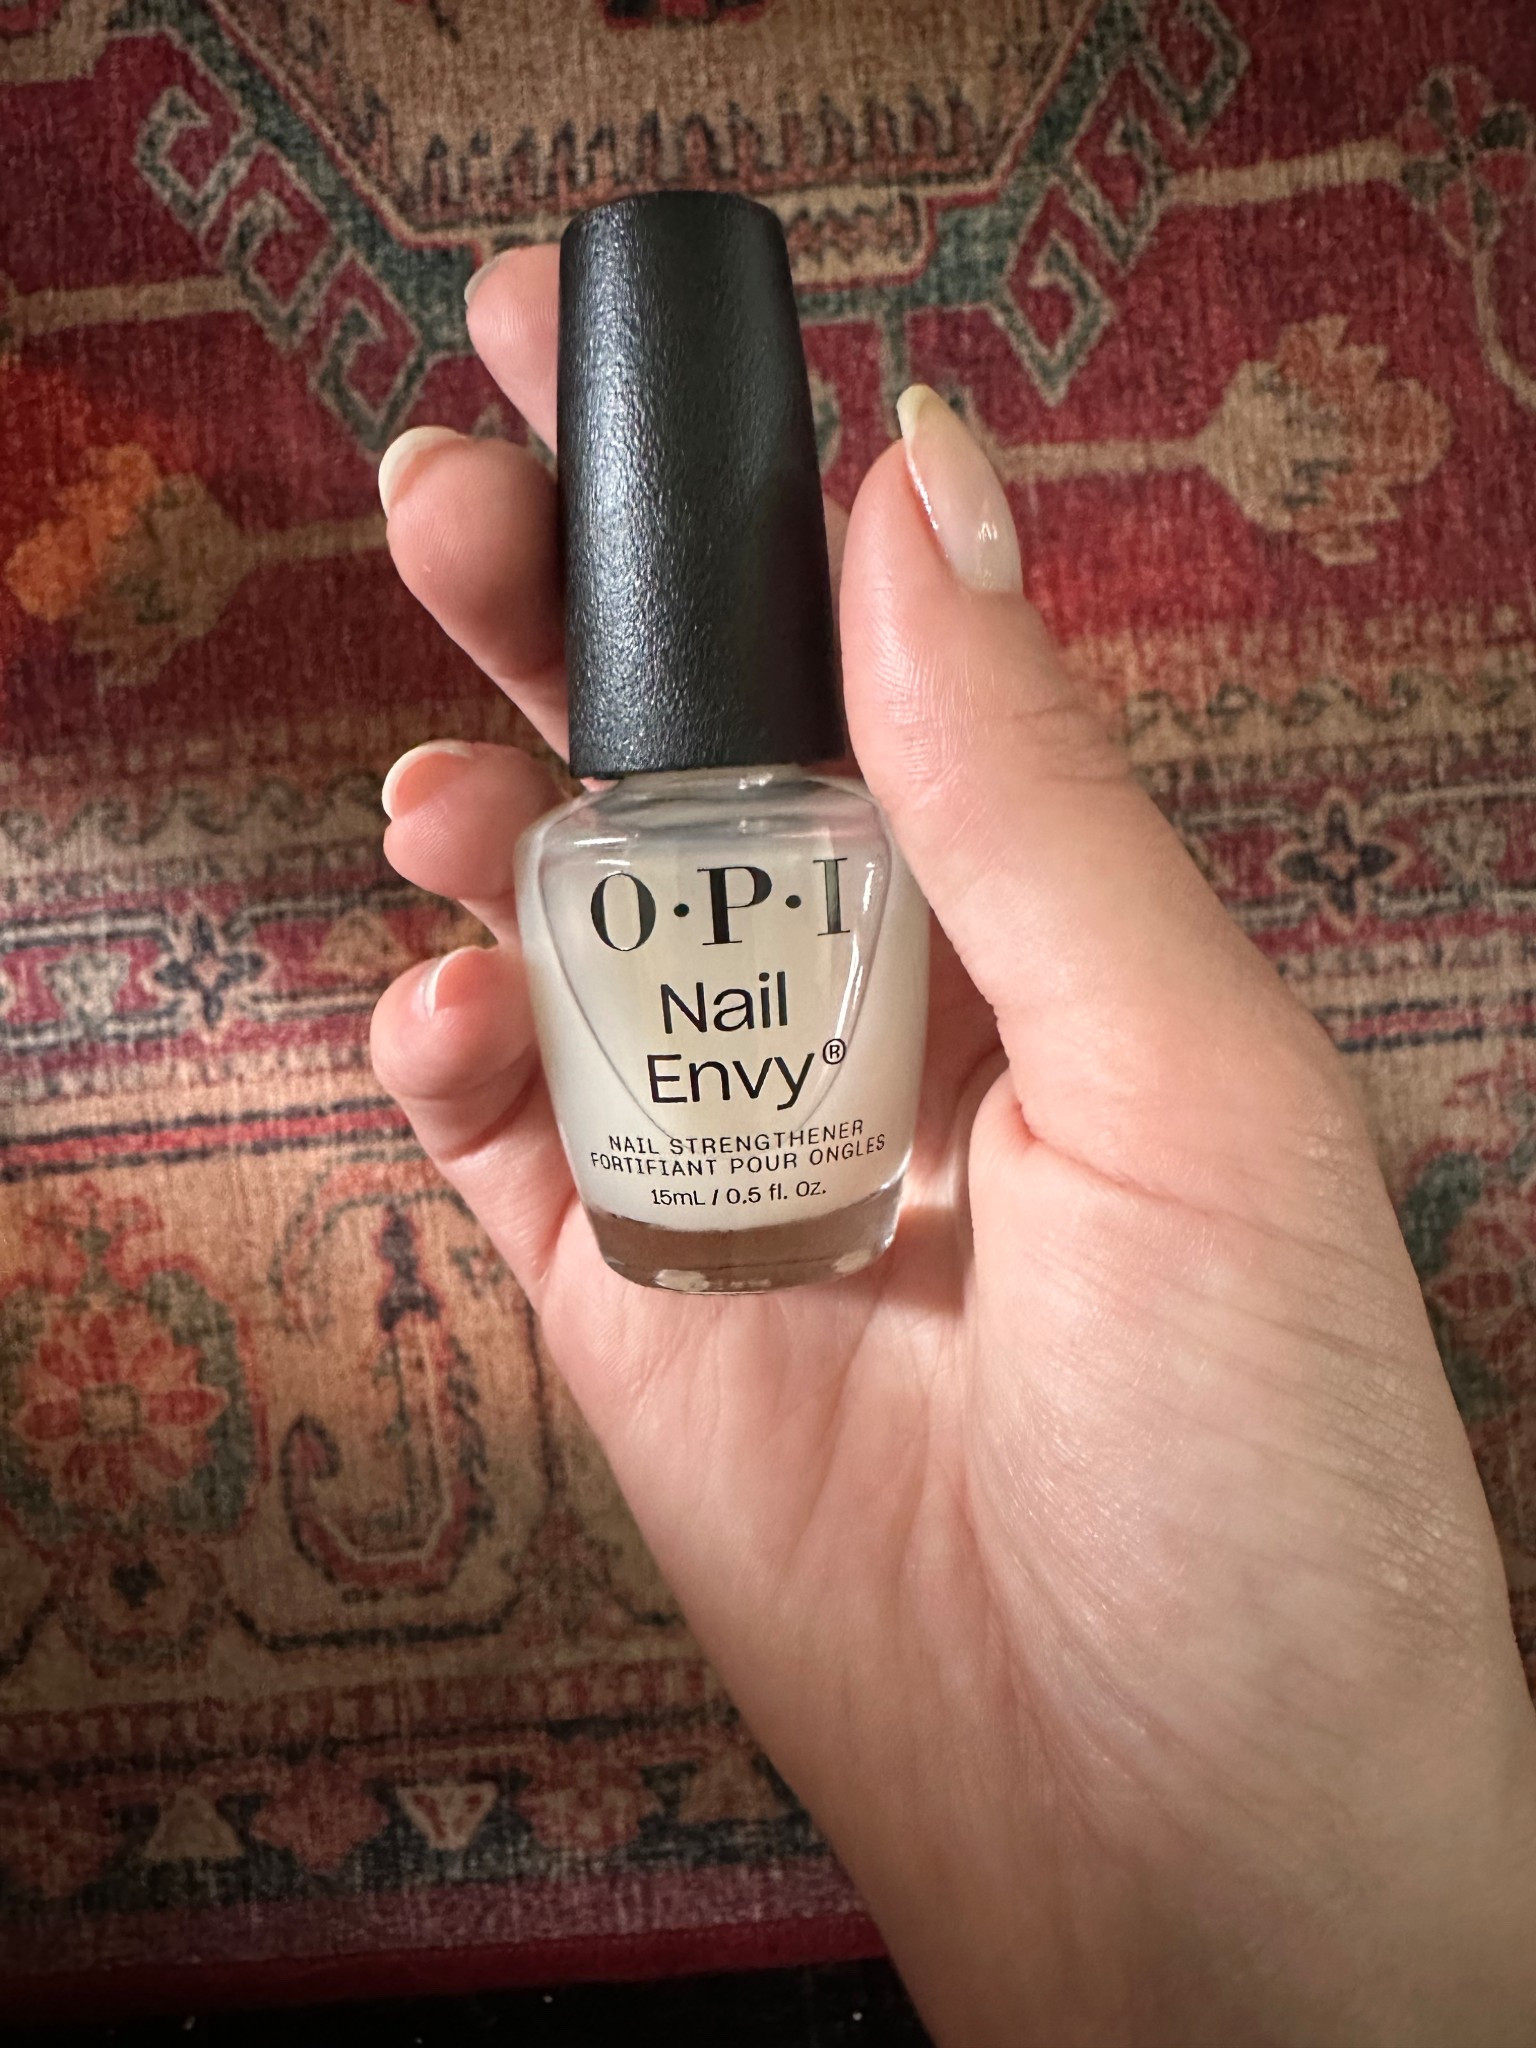 O·P·I
Nail
Envy®
NAIL STRENGTHENER
FORTIFIANT POUR ONGLES
15mL / 0.5 fl. Oz.